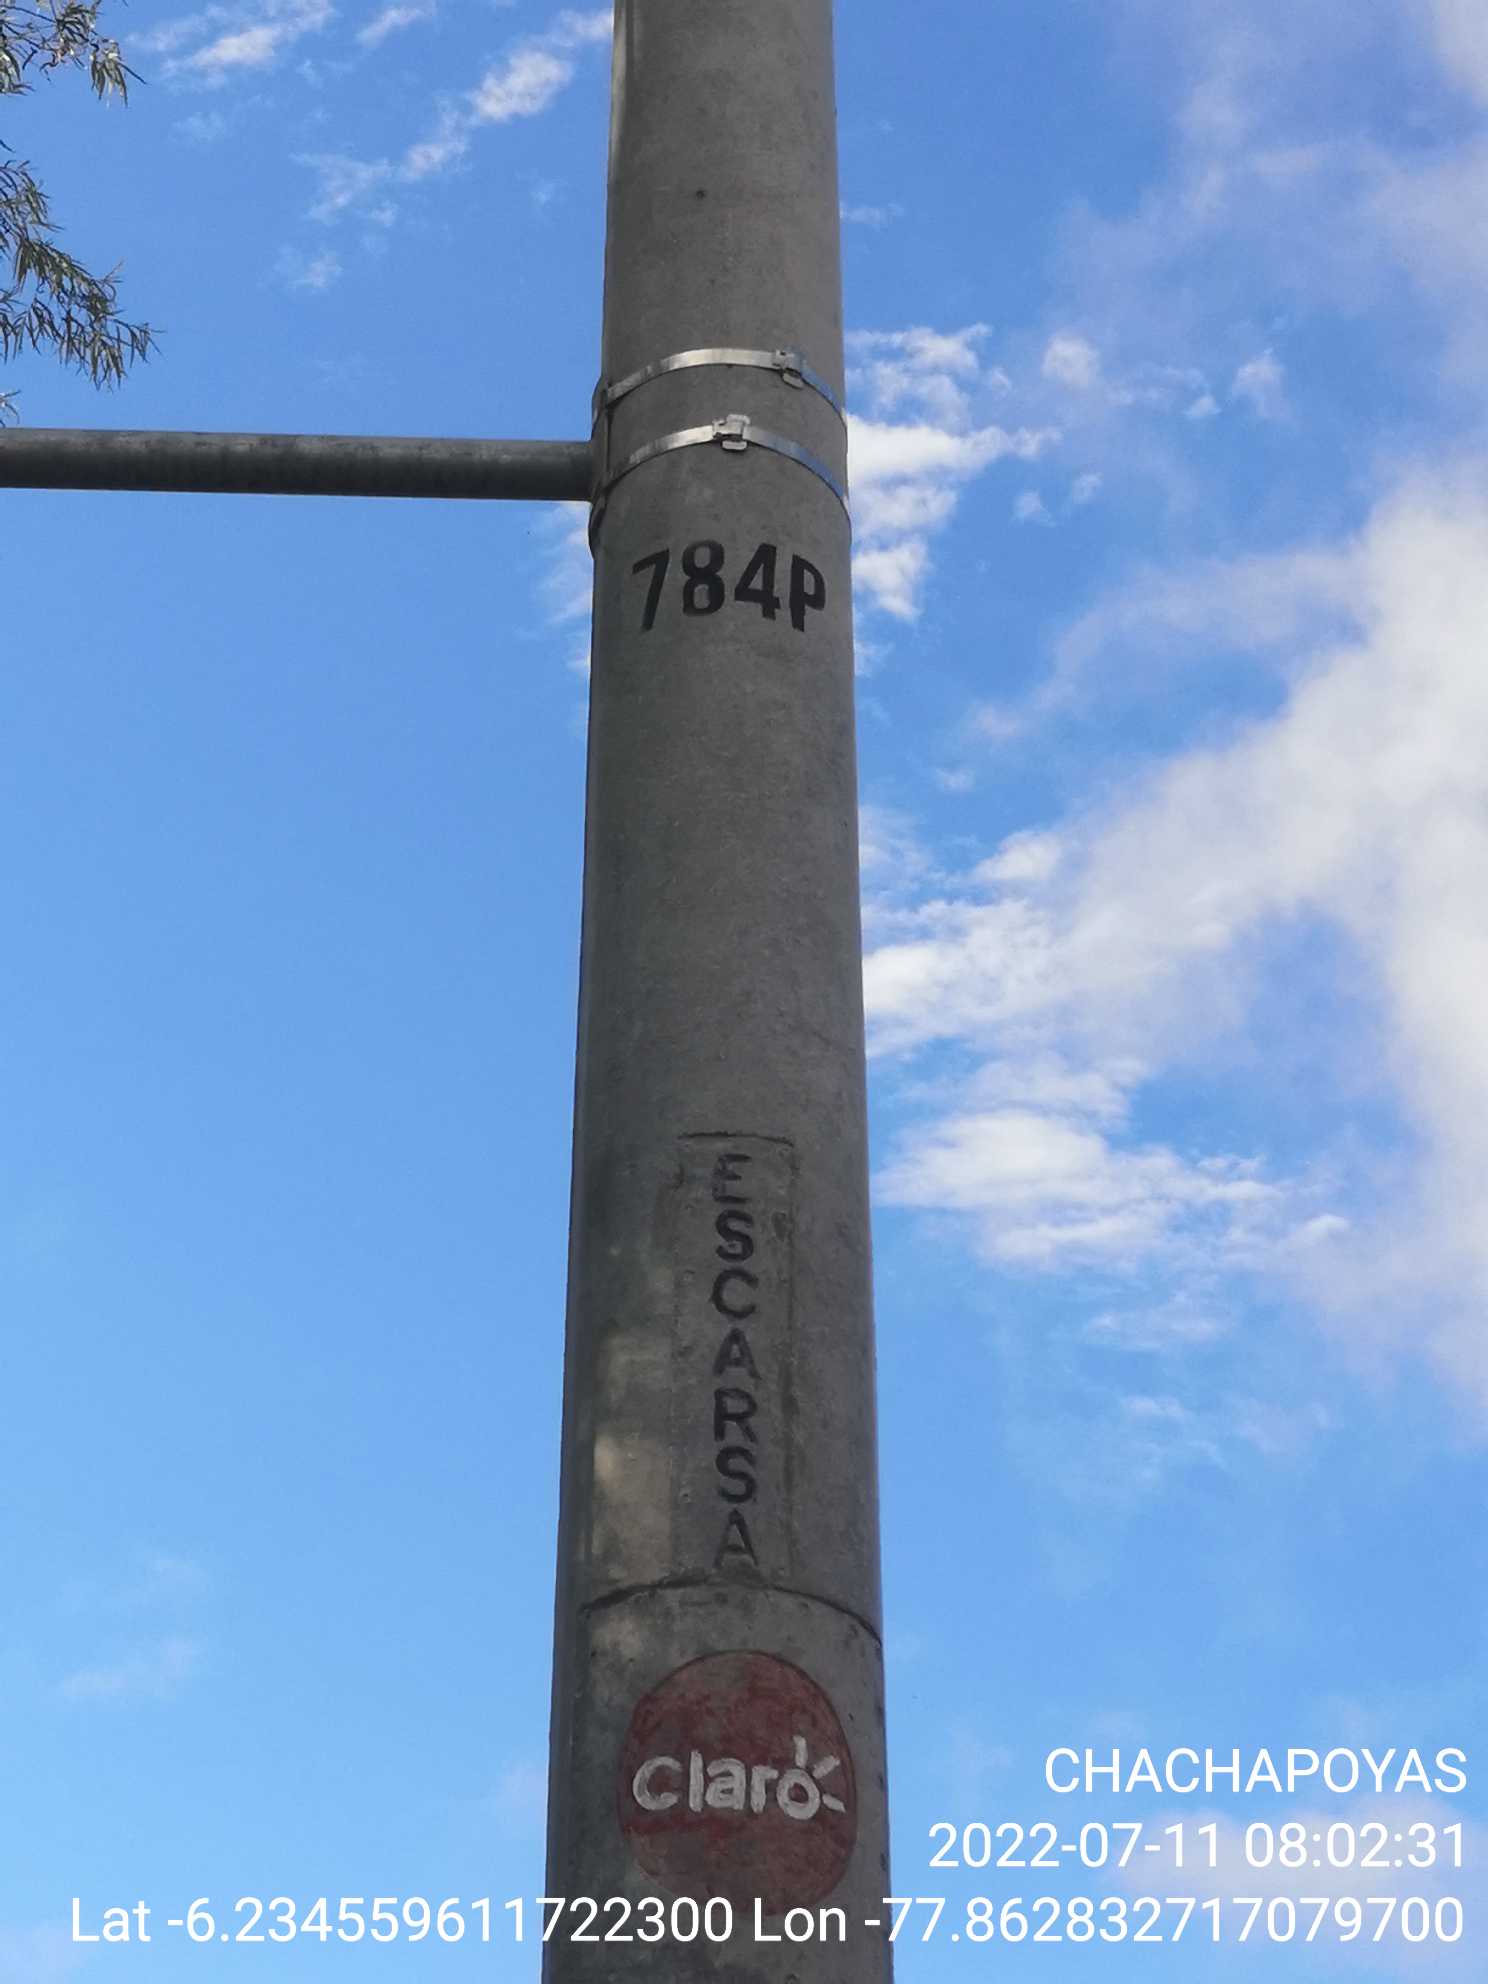 784P
ESCARSA
Claro
CHACHAPOYAS
2022-07-11 08:02:31
Lat -6.234559611722300 Lon -77.862832717079700